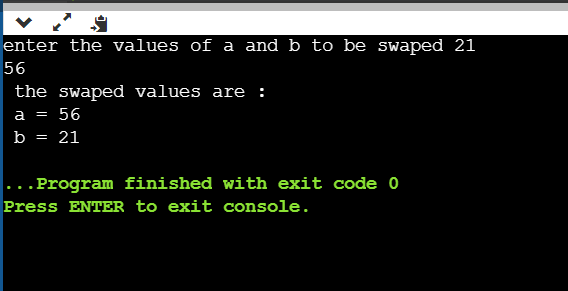 enter the values of a and b to be swaped 21
56
the swaped values are :
a = 56
b = 21
...Program finished with exit code 0
Press ENTER to exit console.